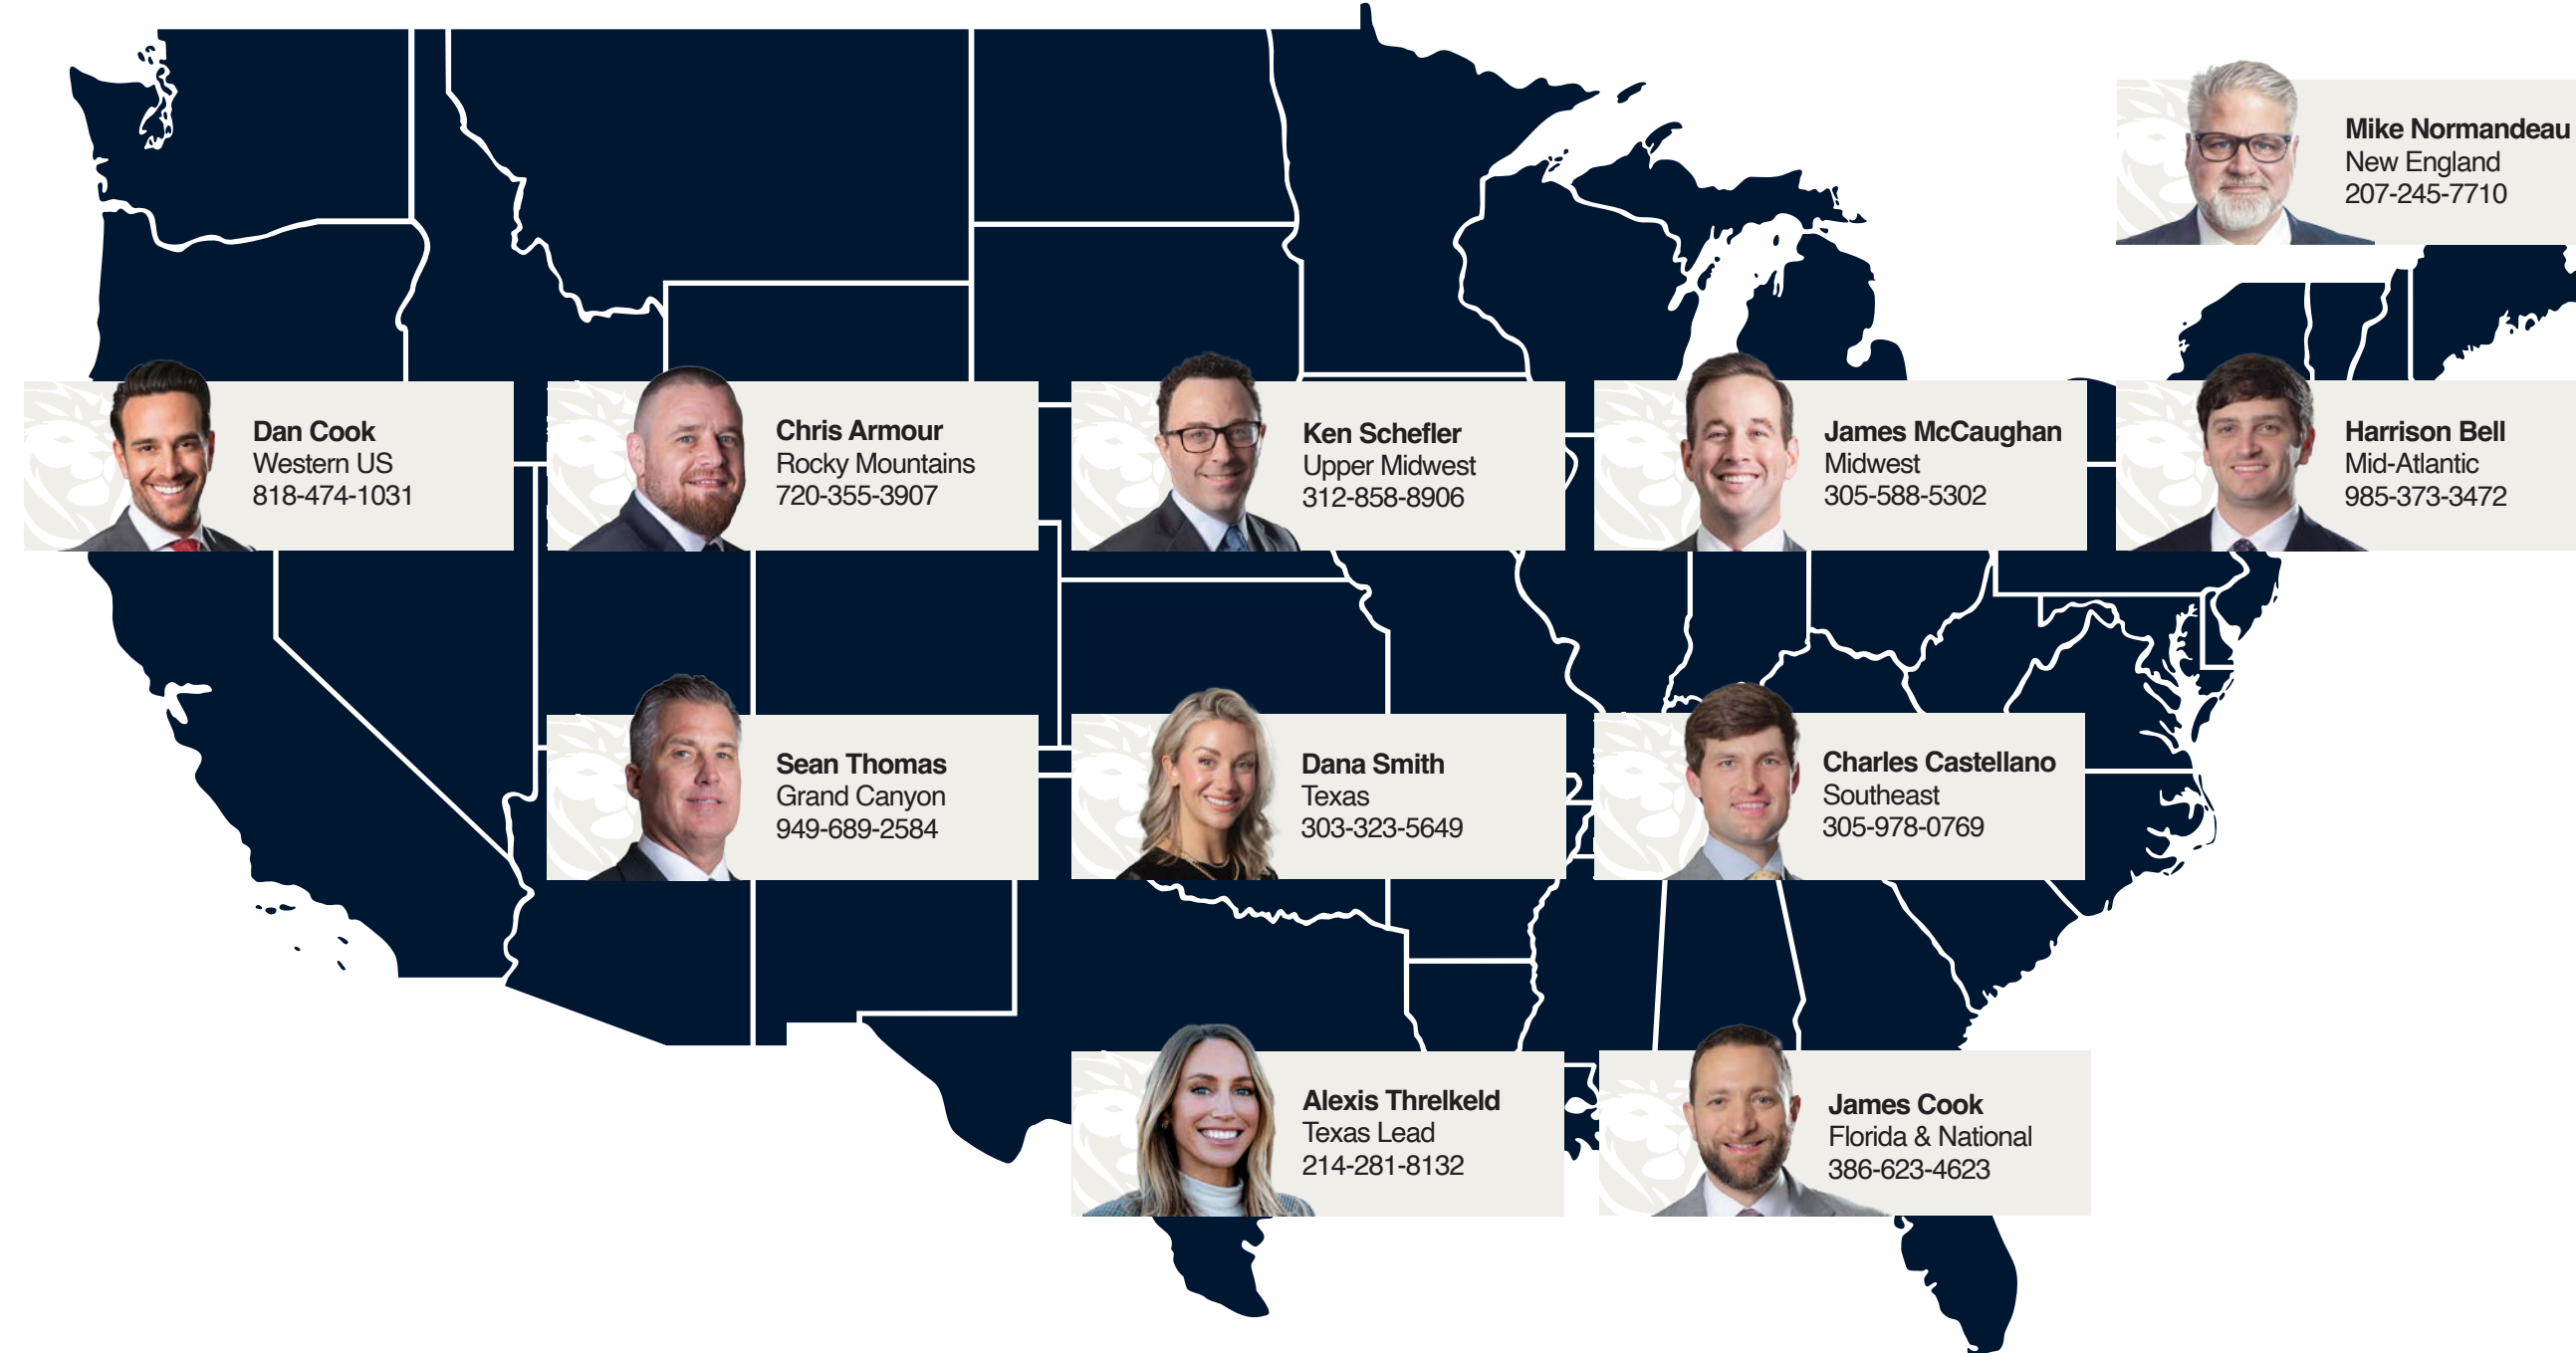 Mike Normandeau
New England
207-245-7710
Dan Cook
Western US
818-474-1031
Chris Armour
Rocky Mountains
720-355-3907
Ken Schefler
Upper Midwest
312-858-8906
James McCaughan
Midwest
305-588-5302
Harrison Bell
Mid-Atlantic
985-373-3472
Sean Thomas
Grand Canyon
949-689-2584
Dana Smith
Texas
303-323-5649
Charles Castellano
Southeast
305-978-0769
Alexis Threlkeld
Texas Lead
214-281-8132
James Cook
Florida & National
386-623-4623